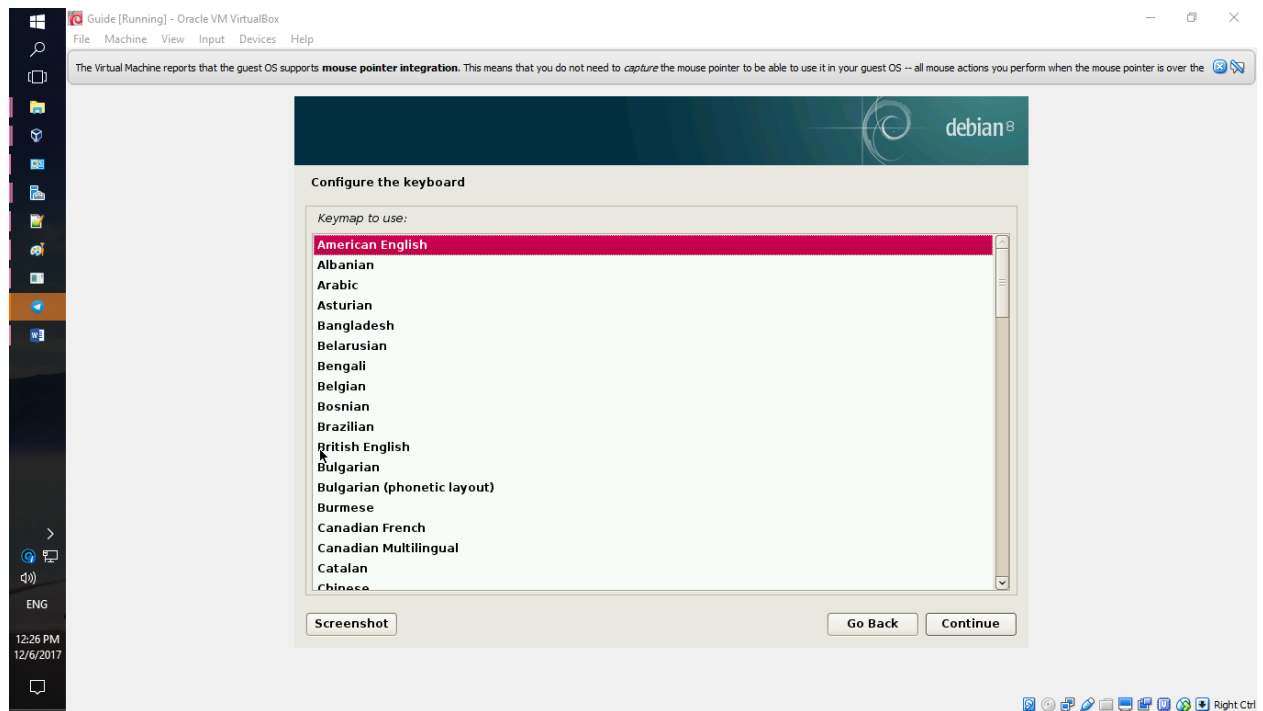 Guide [Running] - Oracle VM VirtualBox
File Machine View Input Devices Help
The Virtual Machine reports that the guest OS supports mouse pointer integration. This means that you do not need to capture the mouse pointer to be able to use it in your guest OS -- all mouse actions you perform when the mouse pointer is over the
debian 8
Configure the keyboard
Keymap to use:
American English
Albanian
Arabic
Asturian
Bangladesh
Belarusian
Bengali
Belgian
Bosnian
Brazilian
British English
Bulgarian
Bulgarian (phonetic layout)
Burmese
Canadian French
Canadian Multilingual
Catalan
Chinese
Screenshot
Go Back
Continue
ENG
12:26 PM
12/6/2017
Right Ctrl